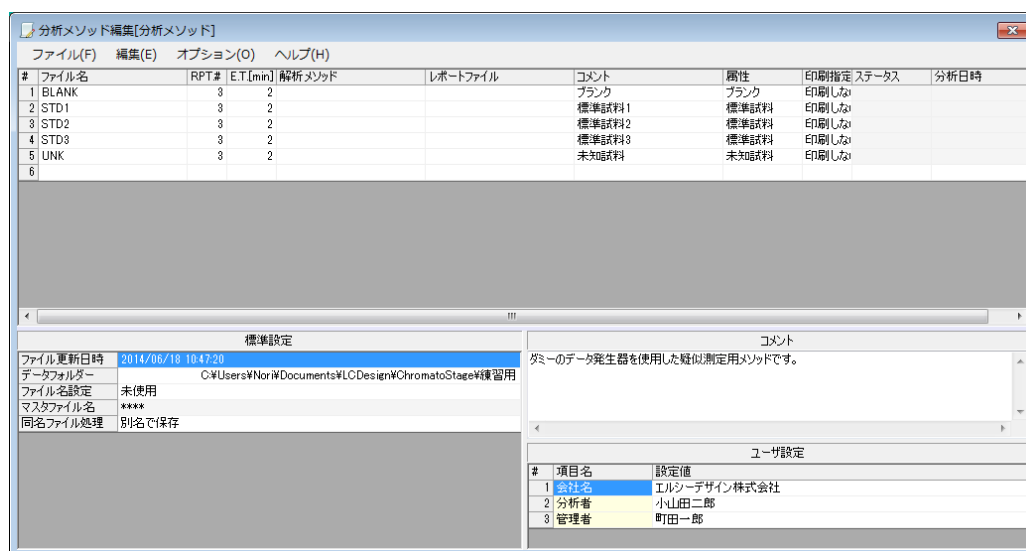 分析メソッド編集[分析メソッド]
ファイル(F) 編集(E) オプション(O) ヘルプ(H)
# ファイル名 RPT# E.T.[min] 解析メソッド レポートファイル コメント 属性 印刷指定 ステータス 分析日時
1 BLANK 3 2 ブランク ブランク 印刷しな
2 STD1 3 2 標準試料1 標準試料 印刷しな
3 STD2 3 2 標準試料2 標準試料 印刷しな
4 STD3 3 2 標準試料3 標準試料 印刷しな
5 UNK 3 2 未知試料 未知試料 印刷しな
6
標準設定
ファイル更新日時 2014/06/18 10:47:20
データフォルダー C:¥Users¥Nori¥Documents¥LCDesign¥ChromatoStage¥練習用
ファイル名設定 未使用
マスタファイル名 ****
同名ファイル処理 別名で保存
コメント
ダミーのデータ発生器を使用した疑似測定用メソッドです。
ユーザ設定
# 項目名 設定値
1 会社名 エルシーデザイン株式会社
2 分析者 小山田二郎
3 管理者 町田一郎